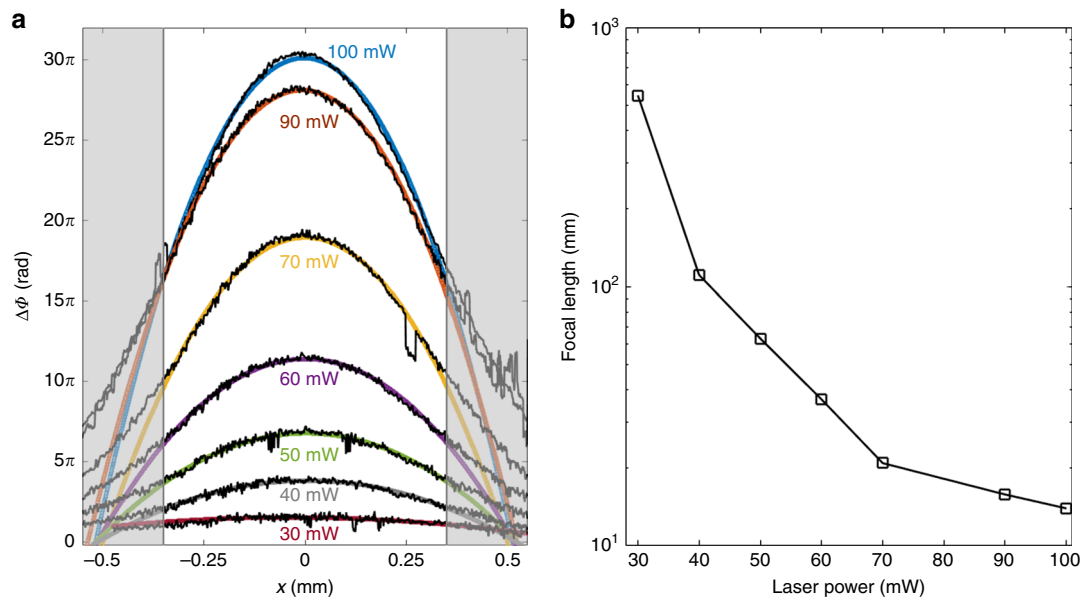 a
30π
25π
20π
15π
10π
5π
0
ΔΦ (rad)
100 mW
90 mW
70 mW
60 mW
50 mW
40 mW
30 mW
−0.5 −0.25 0 0.25 0.5
x (mm)
b
10³
10²
10¹
Focal length (mm)
30 40 50 60 70 80 90 100
Laser power (mW)